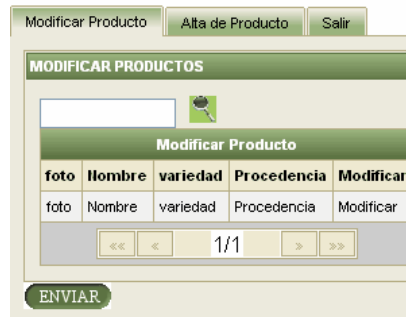 Modificar Producto Alta de Producto Salir
MODIFICAR PRODUCTOS
Modificar Producto
foto Nombre variedad Procedencia Modificar
foto Nombre variedad Procedencia Modificar
«« « 1/1 » »»
ENVIAR